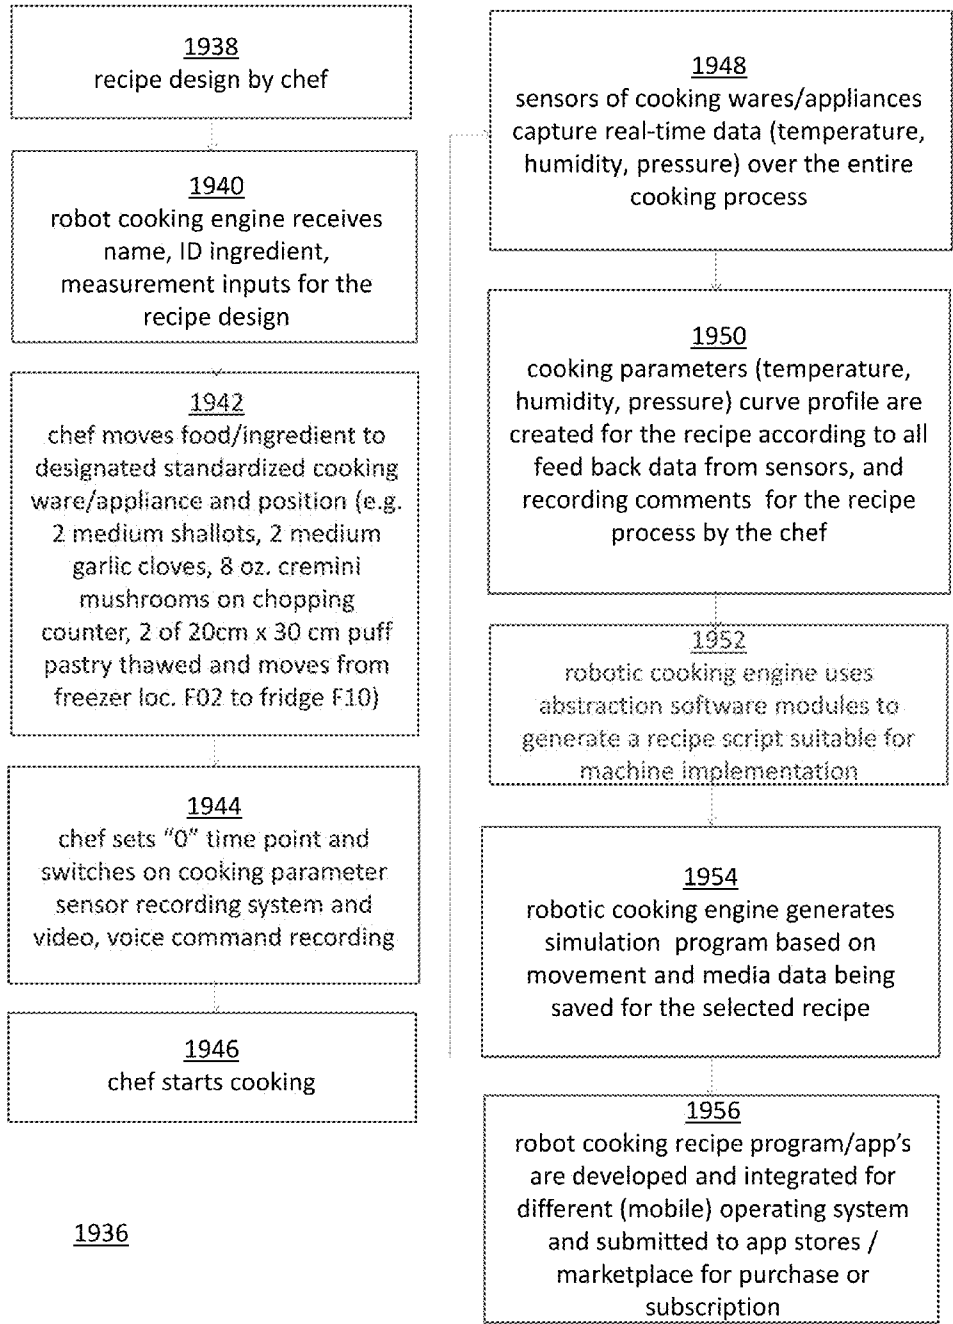 1938
recipe design by chef
1940
robot cooking engine receives
name, ID ingredient,
measurement inputs for the
recipe design
1942
chef moves food/ingredient to
designated standardized cooking
ware/appliance and position (e.g.
2 medium shallots, 2 medium
garlic cloves, 8 oz. cremini
mushrooms on chopping
counter, 2 of 20cm x 30 cm puff
pastry thawed and moves from
freezer loc. F02 to fridge F10)
1944
chef sets “0” time point and
switches on cooking parameter
sensor recording system and
video, voice command recording
1946
chef starts cooking
1936
1948
sensors of cooking wares/appliances
capture real-time data (temperature,
humidity, pressure) over the entire
cooking process
1950
cooking parameters (temperature,
humidity, pressure) curve profile are
created for the recipe according to all
feed back data from sensors, and
recording comments for the recipe
process by the chef
1952
robotic cooking engine uses
abstraction software modules to
generate a recipe script suitable for
machine implementation
1954
robotic cooking engine generates
simulation program based on
movement and media data being
saved for the selected recipe
1956
robot cooking recipe program/app’s
are developed and integrated for
different (mobile) operating system
and submitted to app stores /
marketplace for purchase or
subscription